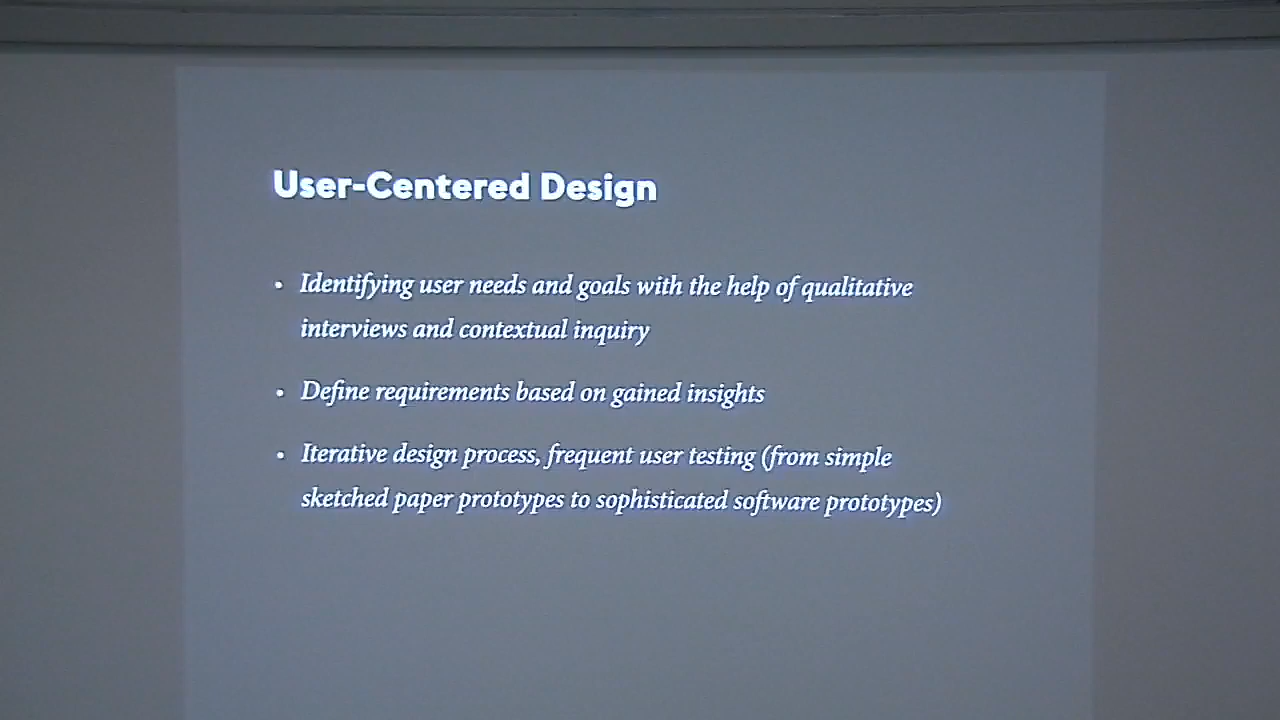 User-Centered Design
• Identifying user needs and goals with the help of qualitative
interviews and contextual inquiry
• Define requirements based on gained insights
• Iterative design process, frequent user testing (from simple
sketched paper prototypes to sophisticated software prototypes)